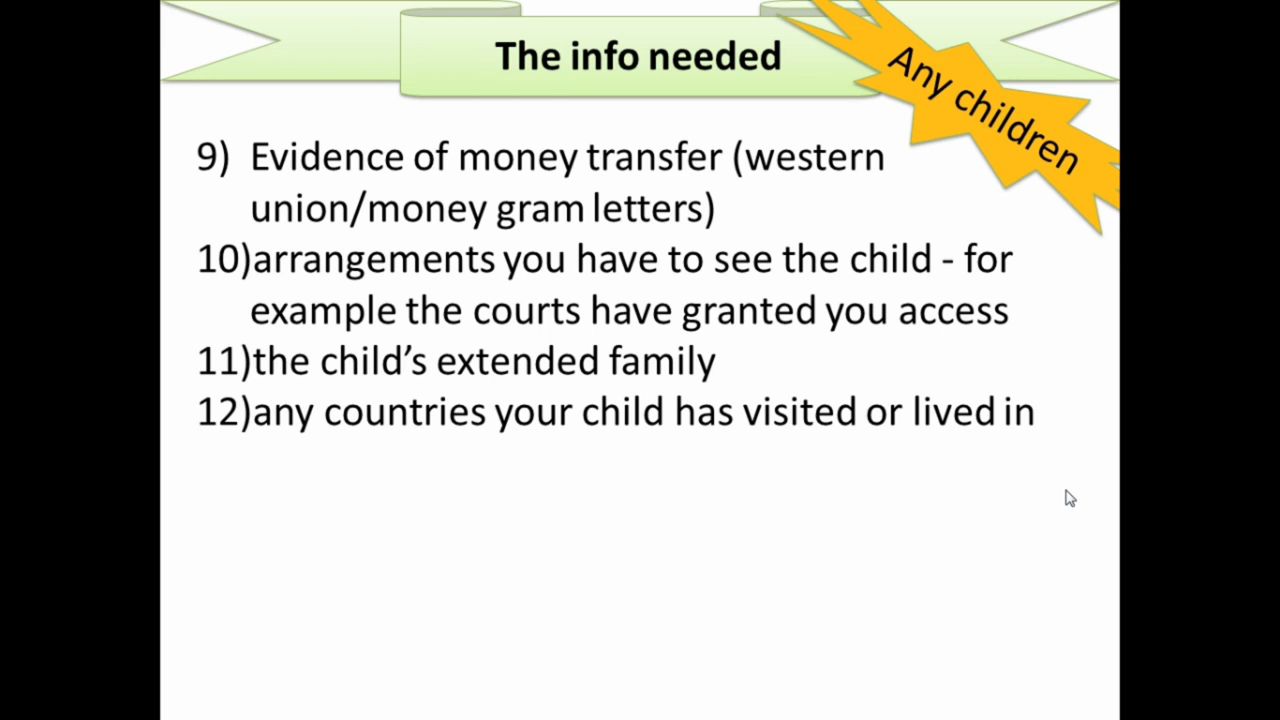 The info needed
Any children
9) Evidence of money transfer (western
union/money gram letters)
10)arrangements you have to see the child - for
example the courts have granted you access
11)the child’s extended family
12)any countries your child has visited or lived in